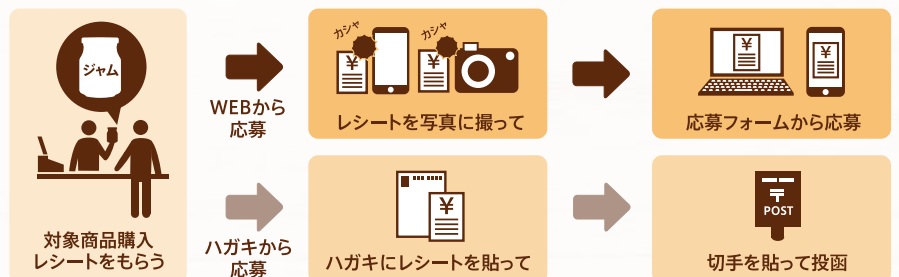 ジャム
対象商品購入
レシートをもらう
WEBから
応募
カシャ
カシャ
¥
¥
レシートを写真に撮って
¥
¥
応募フォームから応募
ハガキから
応募
¥
ハガキにレシートを貼って
〒
POST
切手を貼って投函